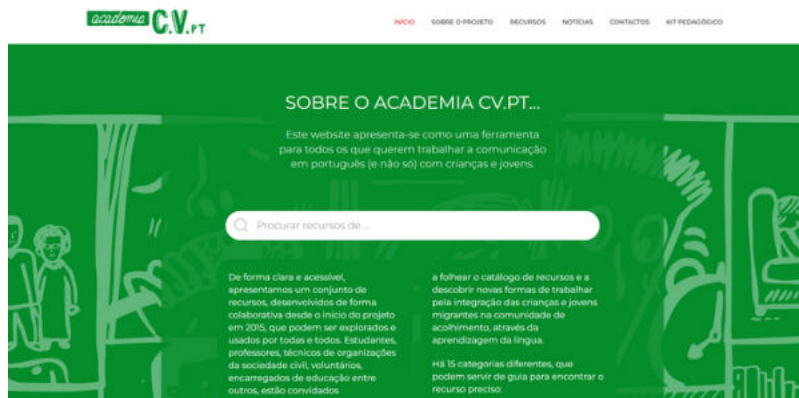 academia C.V.PT
INÍCIO SOBRE O PROJETO RECURSOS NOTÍCIAS CONTACTOS KIT PEDAGÓGICO
SOBRE O ACADEMIA CV.PT...
Este website apresenta-se como uma ferramenta
para todos os que querem trabalhar a comunicação
em português (e não só) com crianças e jovens.
Procurar recursos de ...
De forma clara e acessível,
apresentamos um conjunto de
recursos, desenvolvidos de forma
colaborativa desde o início do projeto
em 2015, que podem ser explorados e
usados por todas e todos. Estudantes,
professores, técnicos de organizações
da sociedade civil, voluntários,
encarregados de educação entre
outros, estão convidados
a folhear o catálogo de recursos e a
descobrir novas formas de trabalhar
pela integração das crianças e jovens
migrantes na comunidade de
acolhimento, através da
aprendizagem da língua.
Há 15 categorias diferentes, que
podem servir de guia para encontrar o
recurso preciso: